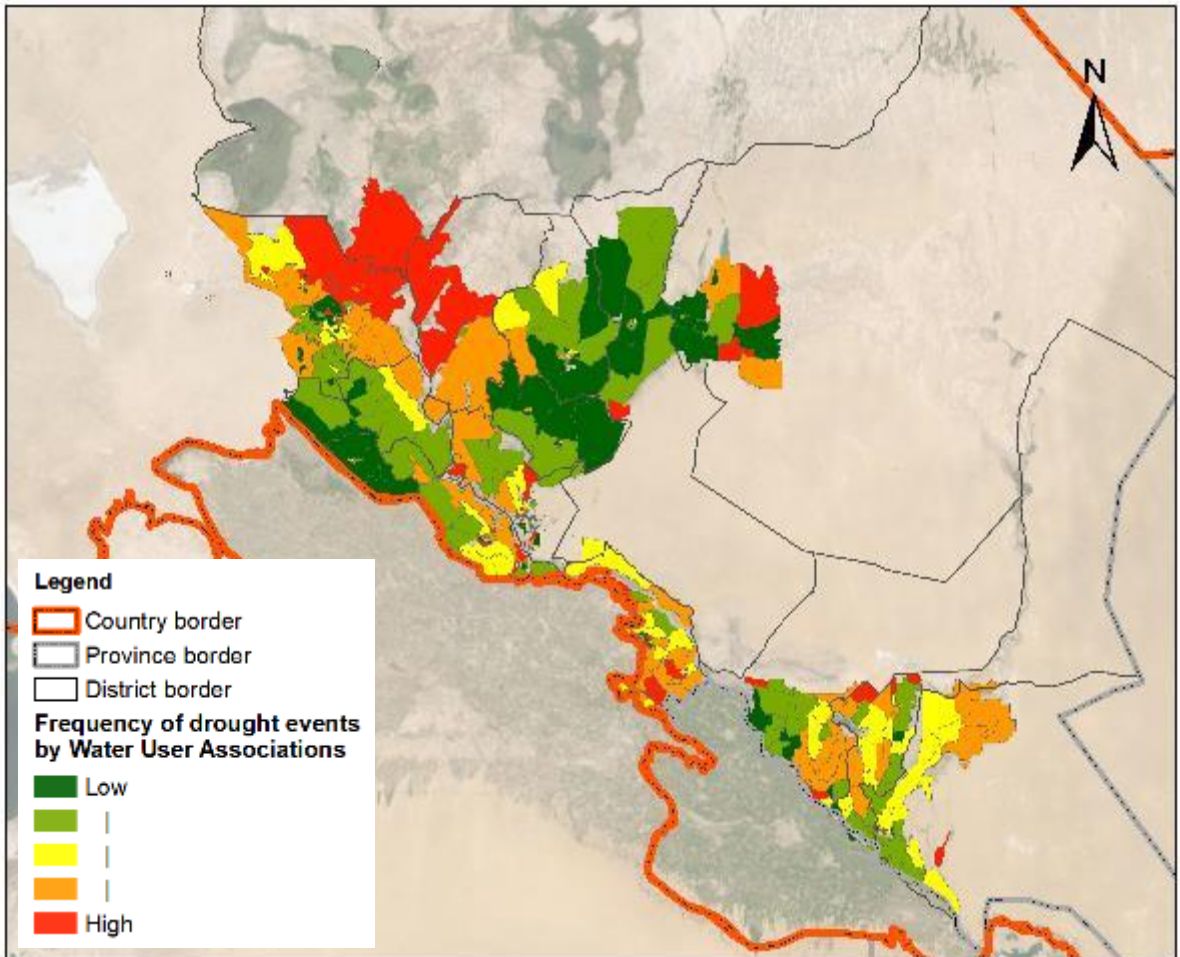 N
Legend
Country border
Province border
District border
Frequency of drought events
by Water User Associations
Low
High